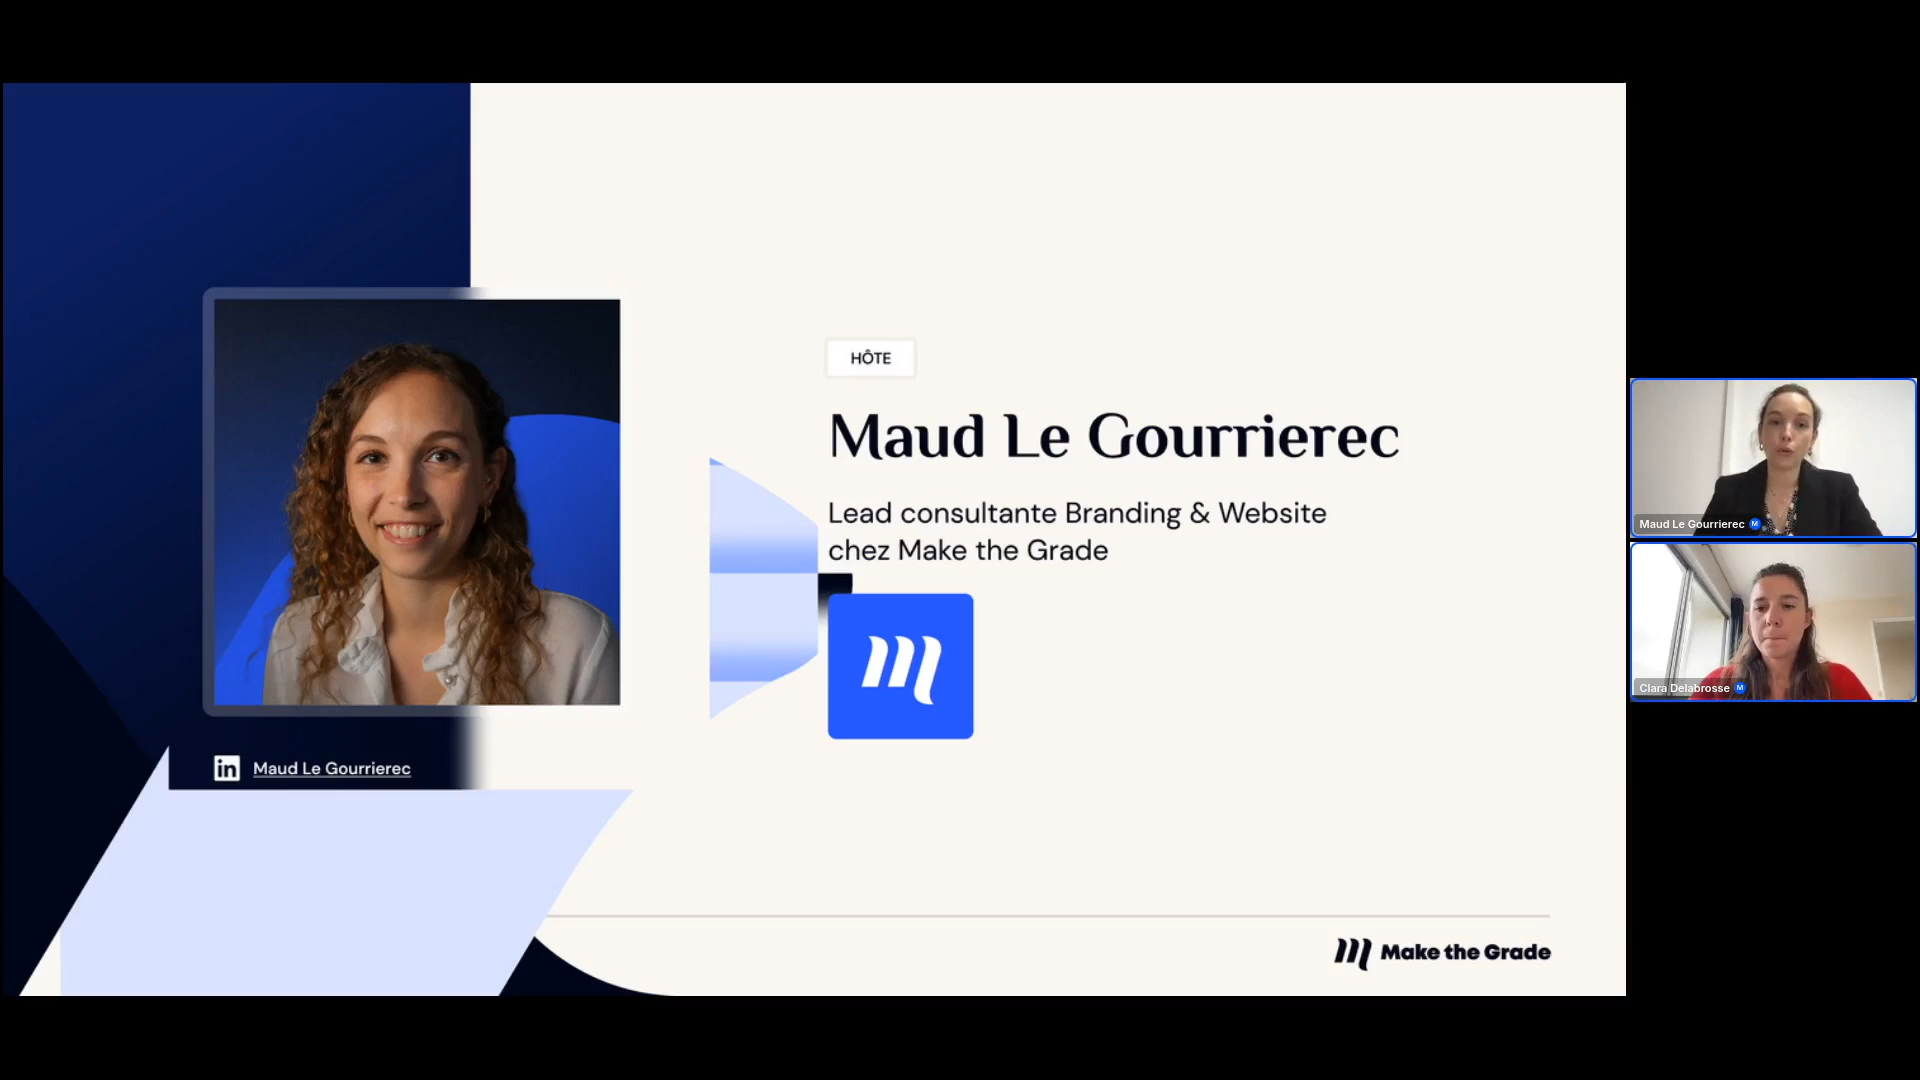 HÔTE
Maud Le Gourrierec
Lead consultante Branding & Website
chez Make the Grade
in Maud Le Gourrierec
Make the Grade
Maud Le Gourrierec M
Clara Delabrosse M